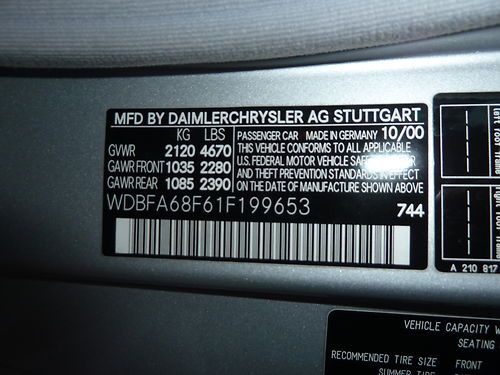 MFD BY DAIMLERCHRYSLER AG STUTTGART
KG LBS
GVWR 2120 4670
GAWR FRONT 1035 2280
GAWR REAR 1085 2390
PASSENGER CAR MADE IN GERMANY 10/00
THIS VEHICLE CONFORMS TO ALL APPLICABLE
U.S. FEDERAL MOTOR VEHICLE
AND THEFT PREVENTION STANDARDS IN EFFECT
ON THE DATE OF MANUFACTURE SHOWN ABOVE
WDBFA68F61F199653
744
A 210 817
VEHICLE CAPACITY
SEATING
RECOMMENDED TIRE SIZE FRONT
SUMMER TIRE